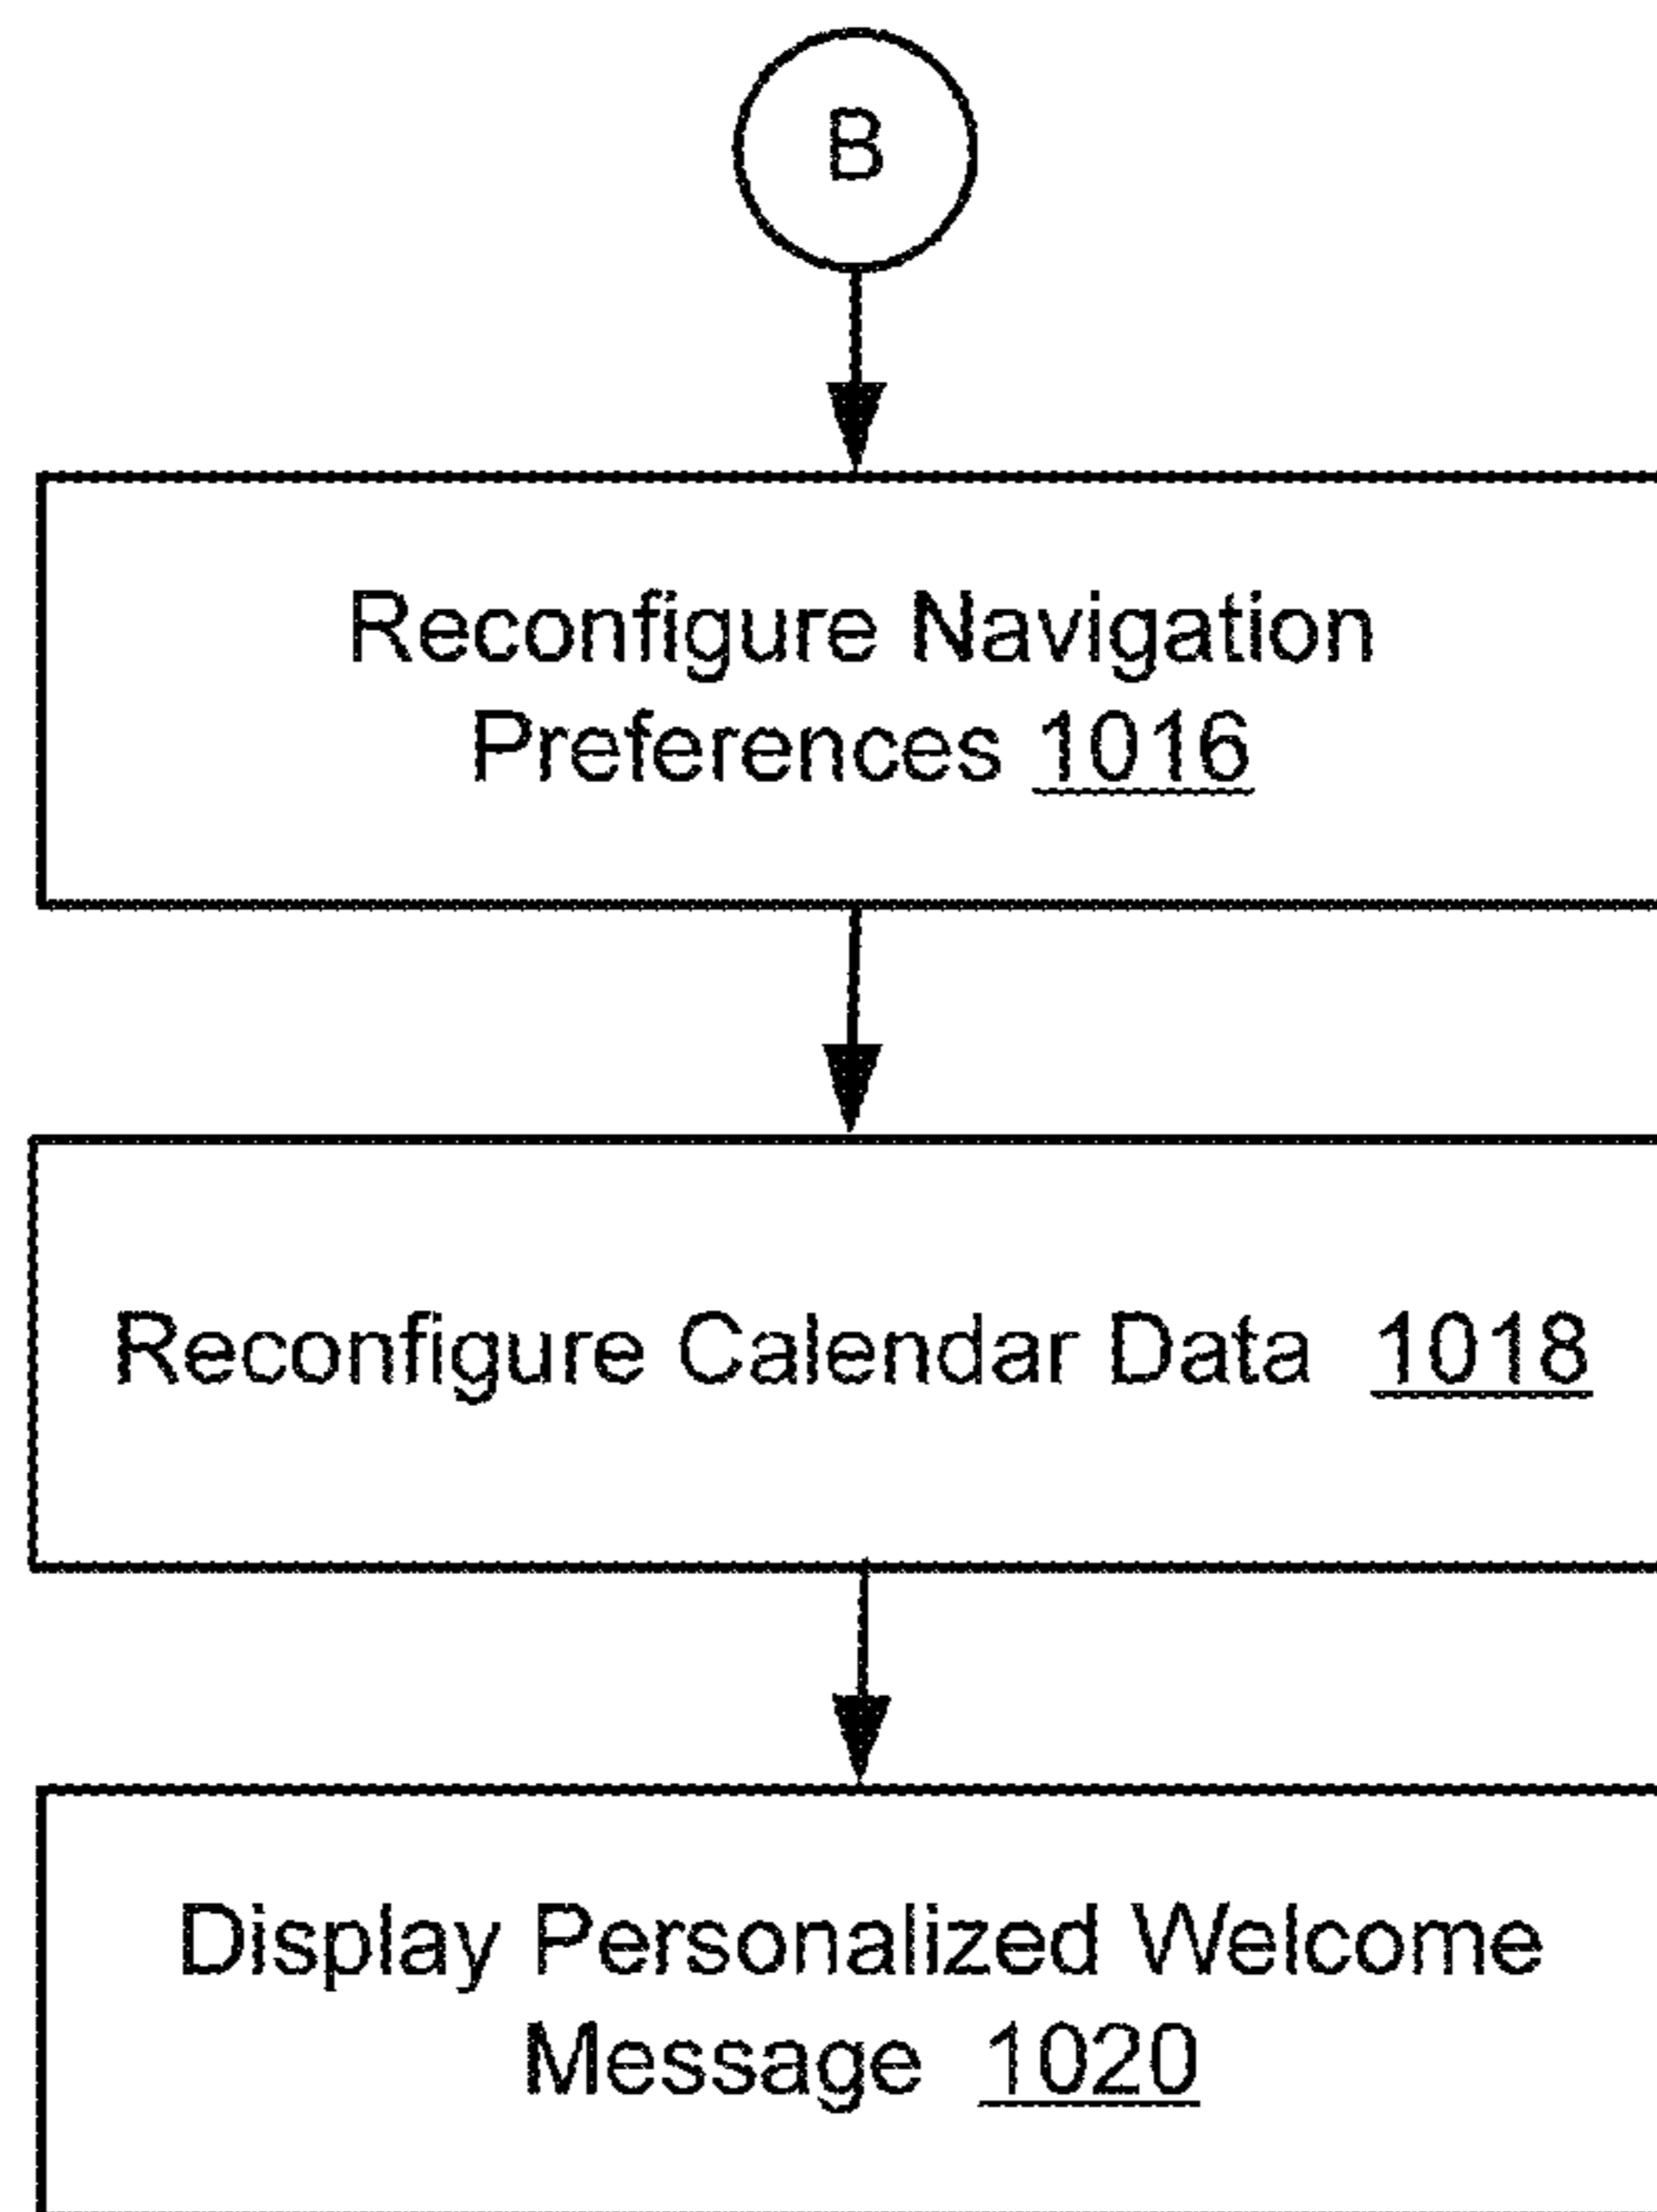 B
Reconfigure Navigation
Preferences 1016
Reconfigure Calendar Data 1018
Display Personalized Welcome
Message 1020